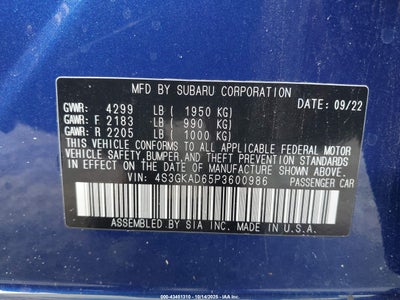 MFD BY SUBARU CORPORATION
GVWR: 4299 LB ( 1950 KG) DATE: 09/22
GAWR: F 2183 LB ( 990 KG)
GAWR: R 2205 LB ( 1000 KG)
THIS VEHICLE CONFORMS TO ALL APPLICABLE FEDERAL MOTOR
VEHICLE SAFETY, BUMPER, AND THEFT PREVENTION STANDARDS
IN EFFECT ON THE DATE OF MANUFACTURE SHOWN ABOVE.
VIN: 4S3GKAD65P3600986 PASSENGER CAR
ASSEMBLED BY SIA INC. MADE IN U.S.A.
000-43461310 - 10/14/2025 - IAA Inc.